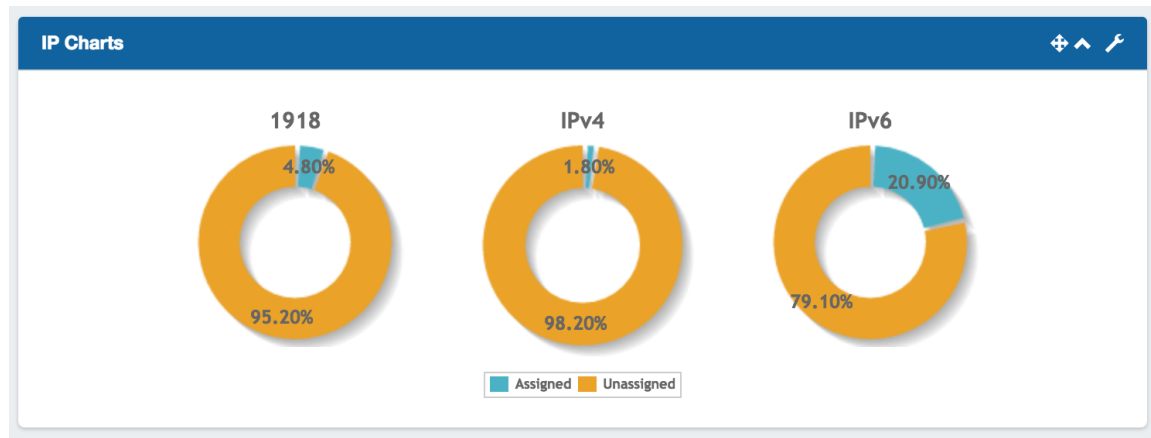 IP Charts
1918
IPv4
IPv6
4.80%
1.80%
20.90%
95.20%
98.20%
79.10%
Assigned
Unassigned